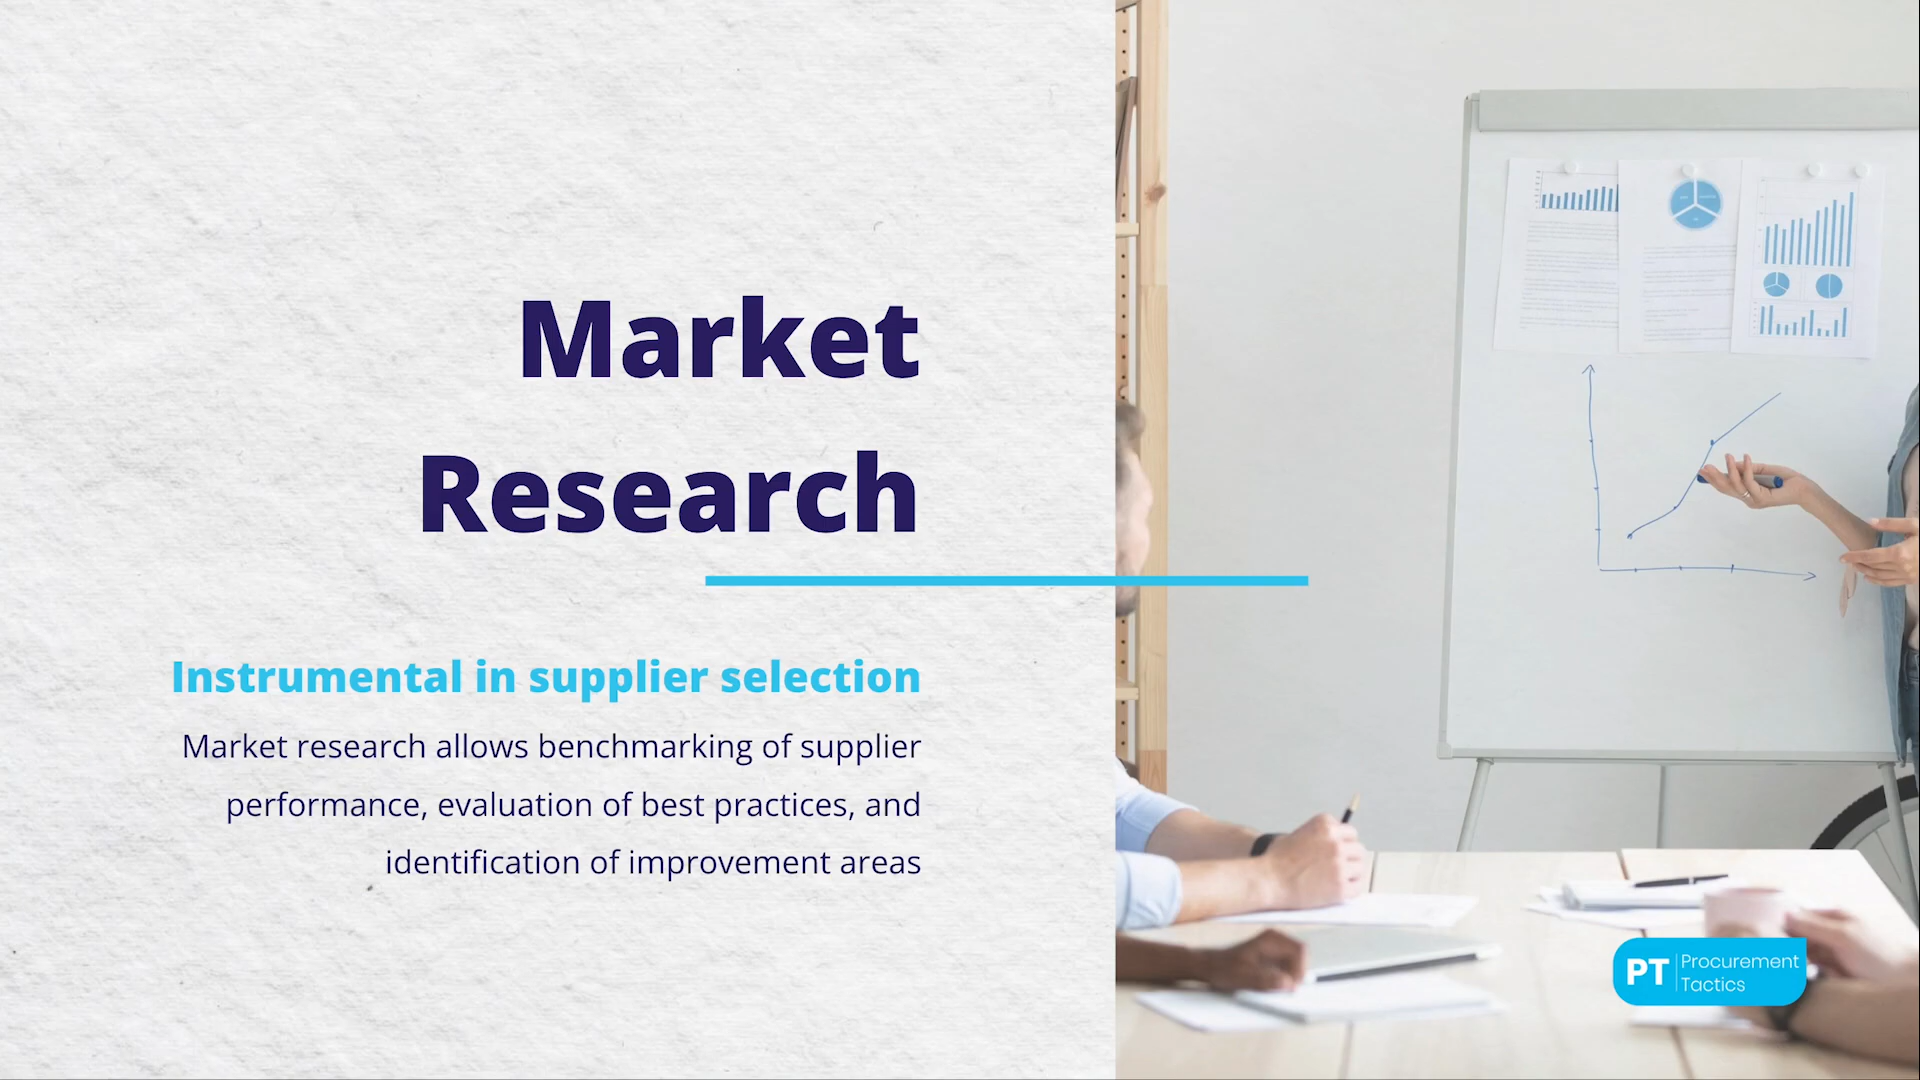 Market
Research
Instrumental in supplier selection
Market research allows benchmarking of supplier
performance, evaluation of best practices, and
identification of improvement areas
PT Procurement
Tactics